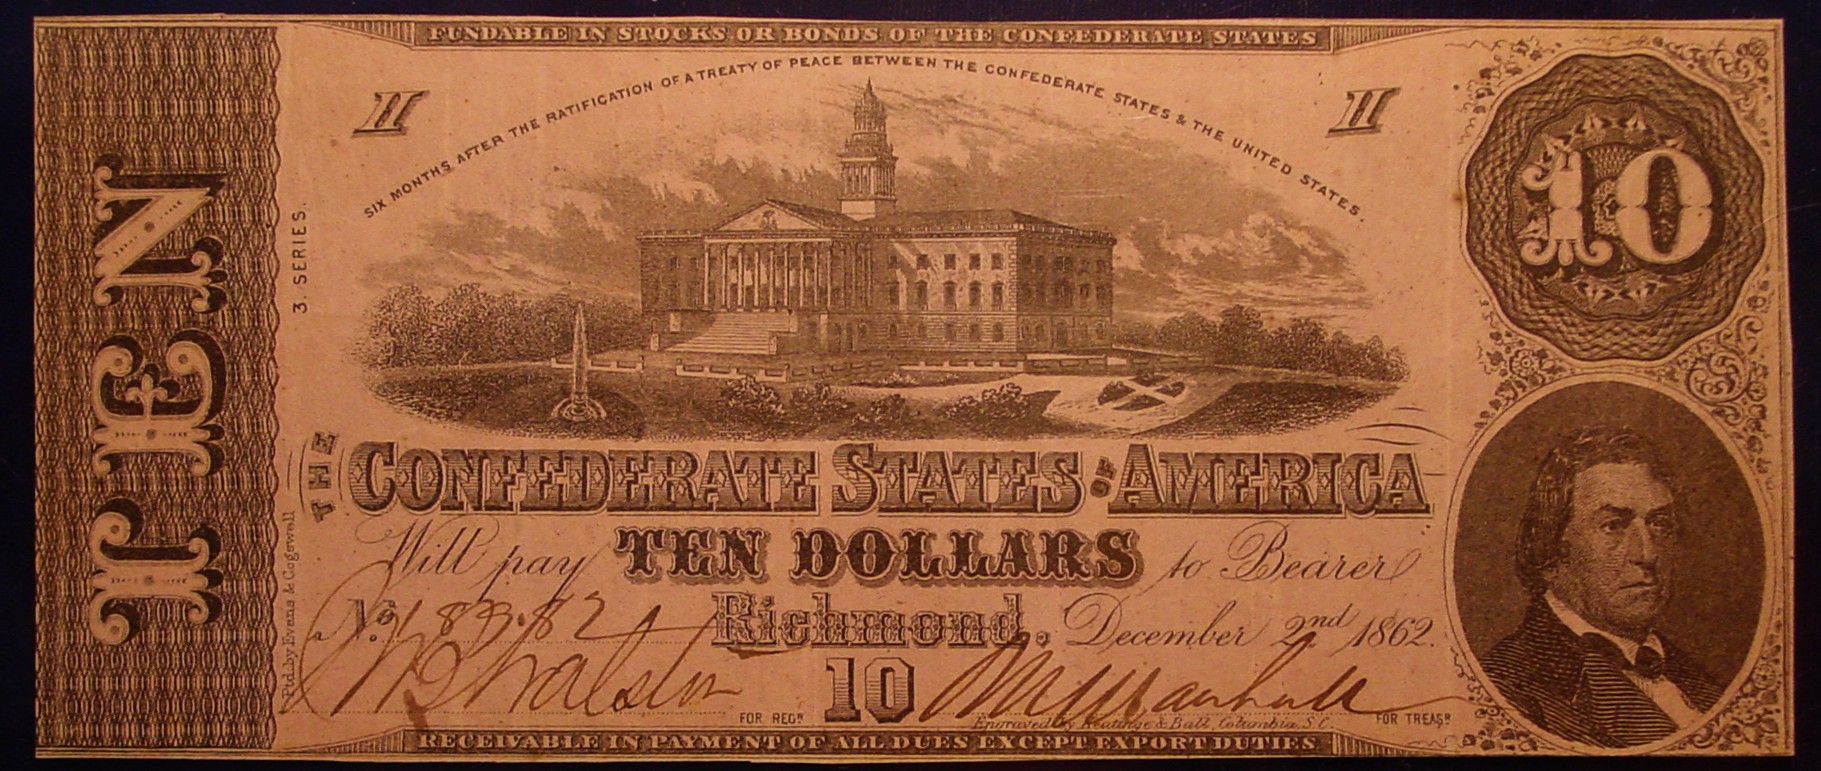 FUNDABLE IN STOCKS OR BONDS OF THE CONFEDERATE STATES
SIX MONTHS AFTER THE RATIFICATION OF A TREATY OF PEACE BETWEEN THE CONFEDERATE STATES & THE UNITED STATES.
H H
10
TEN
3 SERIES.
THE CONFEDERATE STATES OF AMERICA
Will pay TEN DOLLARS to Bearer
No. 18382 Richmond, December 2nd 1862.
10
FOR REGR
FOR TREASR
Engraved by Keatinge & Ball, Columbia, S.C.
Ptd. by Evans & Cogswell
RECEIVABLE IN PAYMENT OF ALL DUES EXCEPT EXPORT DUTIES